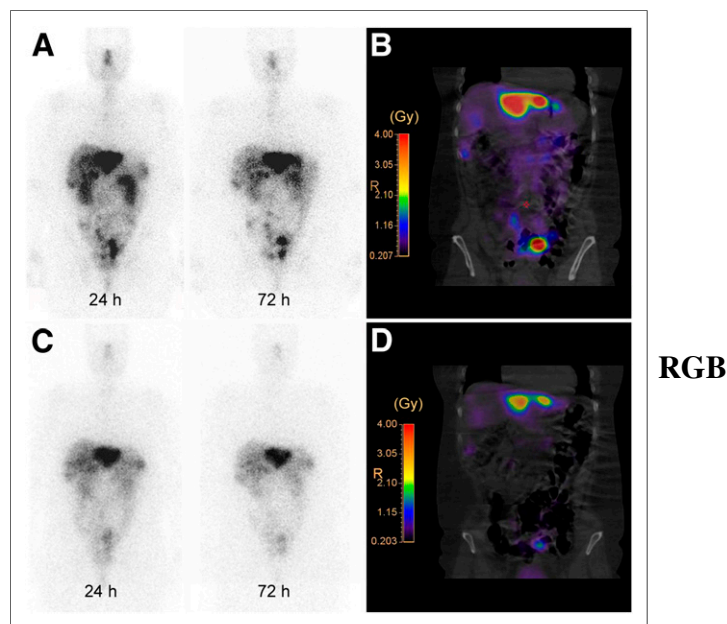 A
B
24 h
72 h
(Gy)
4.00
3.05
R
2.10
1.16
0.207
RGB
C
D
24 h
72 h
(Gy)
4.00
3.05
R
2.10
1.15
0.203